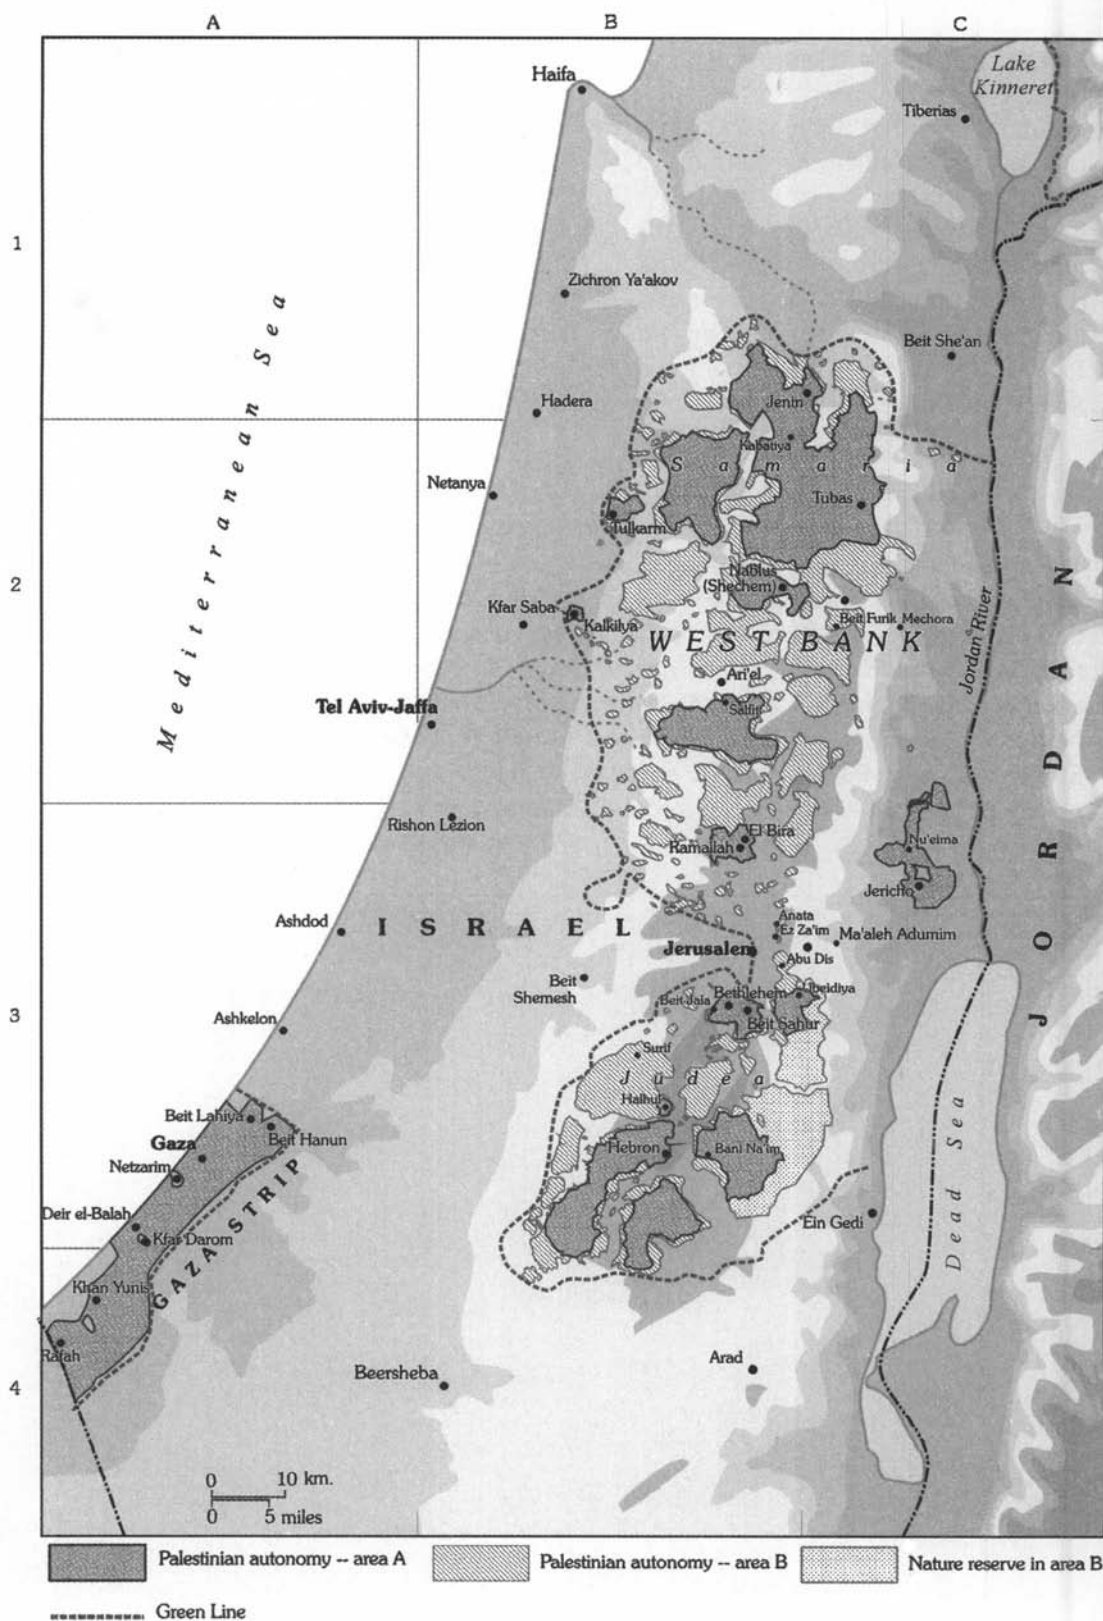 A B C
Haifa
Lake
Kinneret
Tiberias
1
Zichron Ya'akov
Beit She'an
Mediterranean Sea
Hadera
Jenin
Kabatiya
Samaria
Netanya
Tubas
Tulkarm
2
Nablus
(Shechem)
Kfar Saba
Kalkilya
Beit Furik
Mechora
WEST BANK
Jordan River
JORDAN
Ari'el
Salfit
Tel Aviv-Jaffa
Rishon Lezion
El Bira
Ramallah
Nu'eima
Jericho
Ashdod
ISRAEL
Anata
Ez Za'im
Ma'aleh Adumim
Jerusalem
Abu Dis
Beit
Shemesh
Ubeidiya
Bethlehem
Beit Jala
Beit Sahur
3
Ashkelon
Surif
Judea
Halhul
Beit Lahiya
Beit Hanun
Gaza
Hebron
Bani Na'im
Netzarim
GAZA STRIP
Dead Sea
Deir el-Balah
Kfar Darom
Ein Gedi
Khan Yunis
Rafah
Arad
Beersheba
4
0 10 km.
0 5 miles
Palestinian autonomy -- area A
Palestinian autonomy -- area B
Nature reserve in area B
Green Line